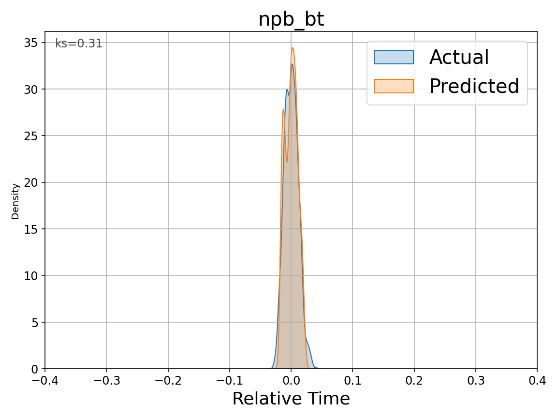 npb_bt
ks=0.31
Actual
Predicted
Density
35
30
25
20
15
10
5
0
−0.4 −0.3 −0.2 −0.1 0.0 0.1 0.2 0.3 0.4
Relative Time